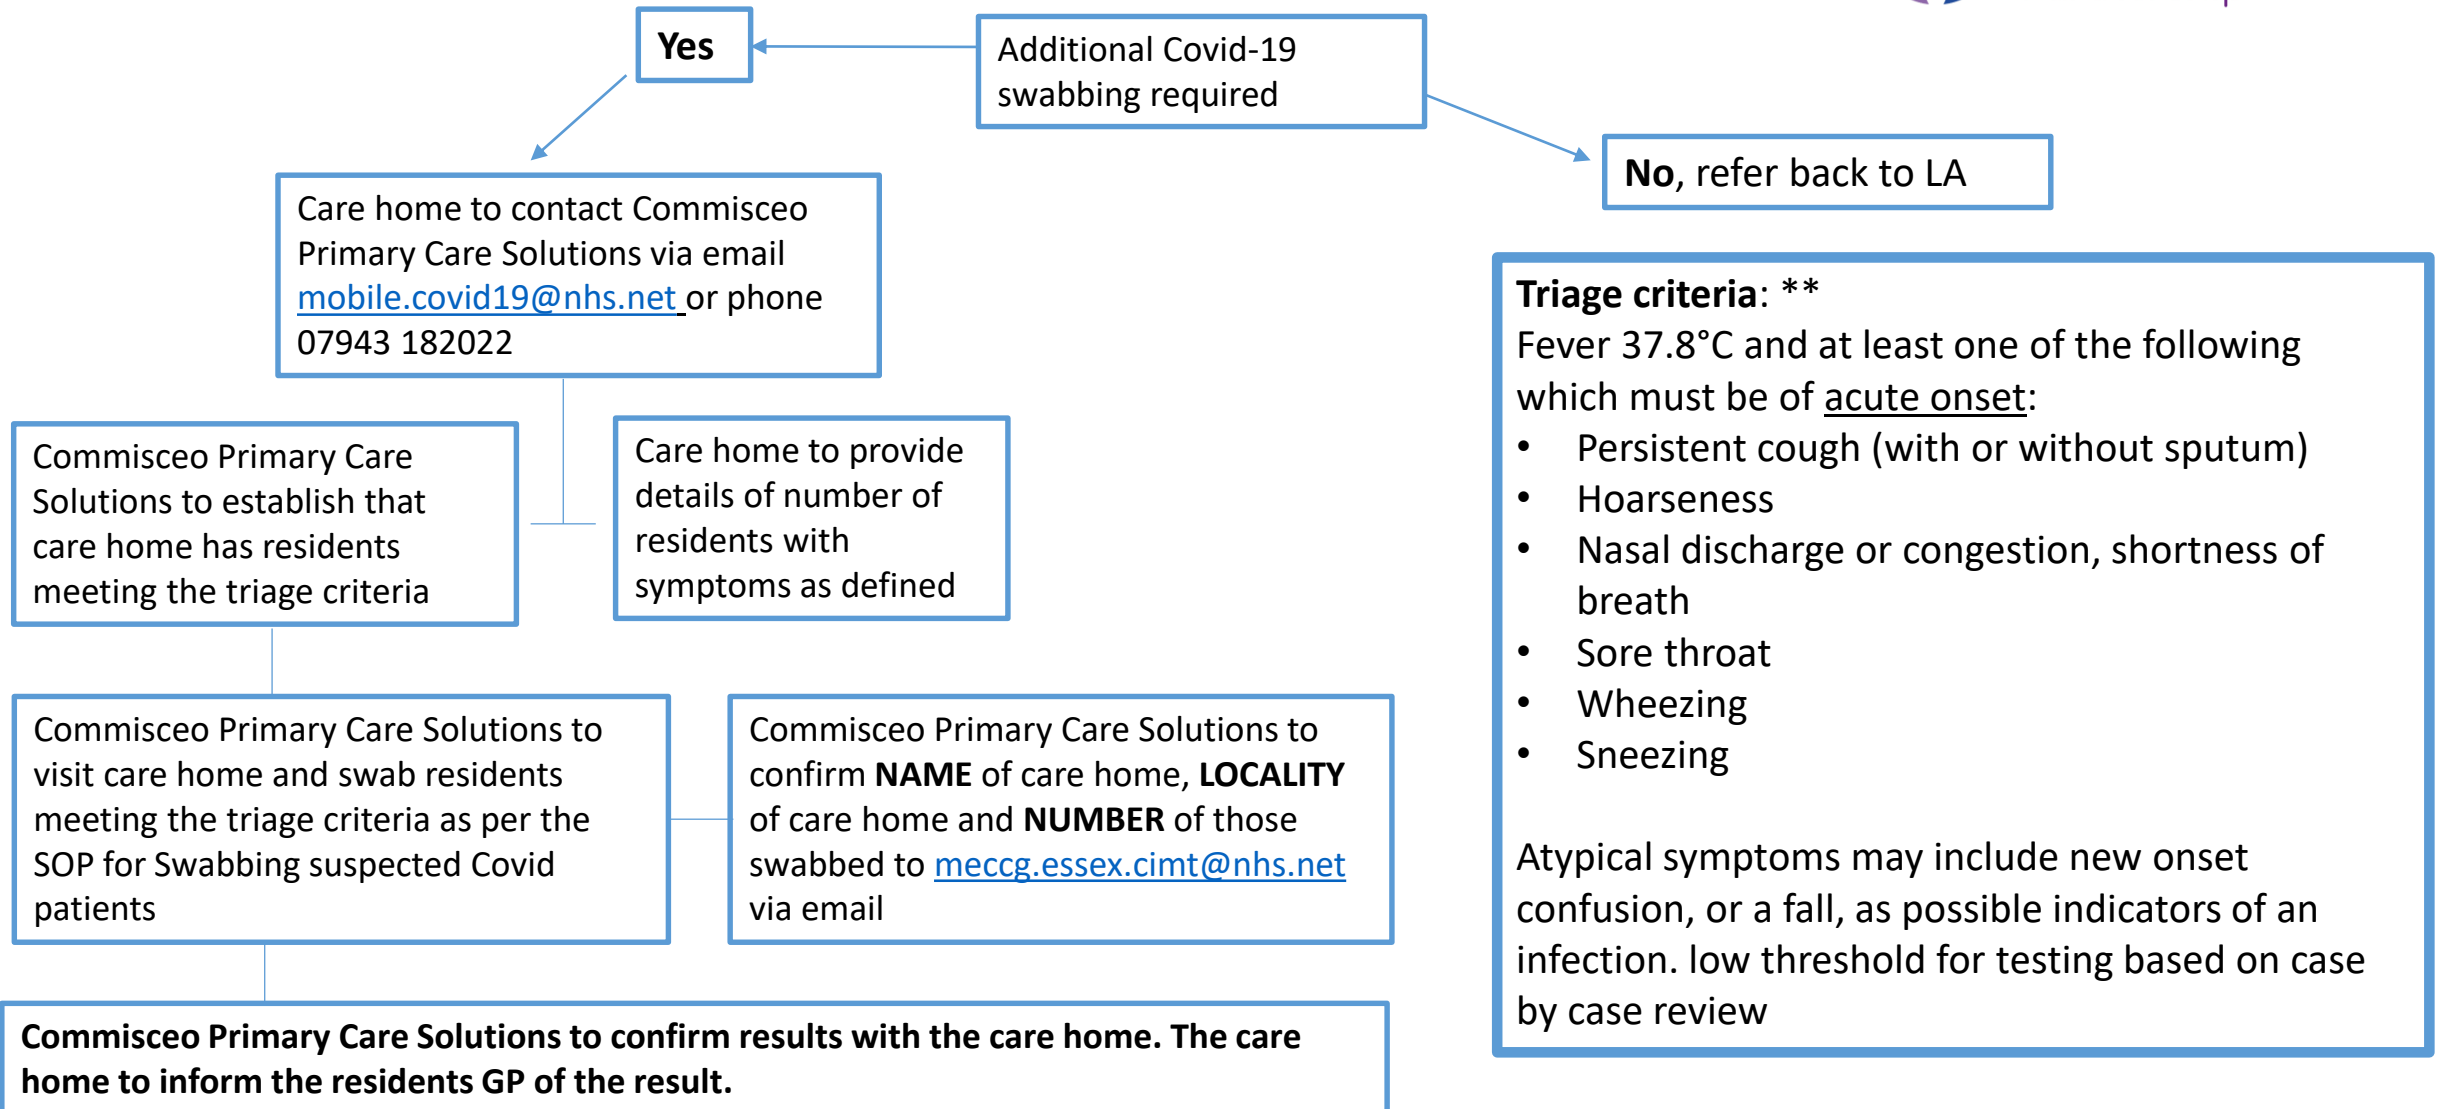 Yes
Additional Covid-19
swabbing required
No, refer back to LA
Care home to contact Commisceo
Primary Care Solutions via email
mobile.covid19@nhs.net or phone
07943 182022
Commisceo Primary Care
Solutions to establish that
care home has residents
meeting the triage criteria
Care home to provide
details of number of
residents with
symptoms as defined
Commisceo Primary Care Solutions to
visit care home and swab residents
meeting the triage criteria as per the
SOP for Swabbing suspected Covid
patients
Commisceo Primary Care Solutions to
confirm NAME of care home, LOCALITY
of care home and NUMBER of those
swabbed to meccg.essex.cimt@nhs.net
via email
Commisceo Primary Care Solutions to confirm results with the care home. The care
home to inform the residents GP of the result.
Triage criteria: **
Fever 37.8°C and at least one of the following
which must be of acute onset:
• Persistent cough (with or without sputum)
• Hoarseness
• Nasal discharge or congestion, shortness of
breath
• Sore throat
• Wheezing
• Sneezing
Atypical symptoms may include new onset
confusion, or a fall, as possible indicators of an
infection. low threshold for testing based on case
by case review